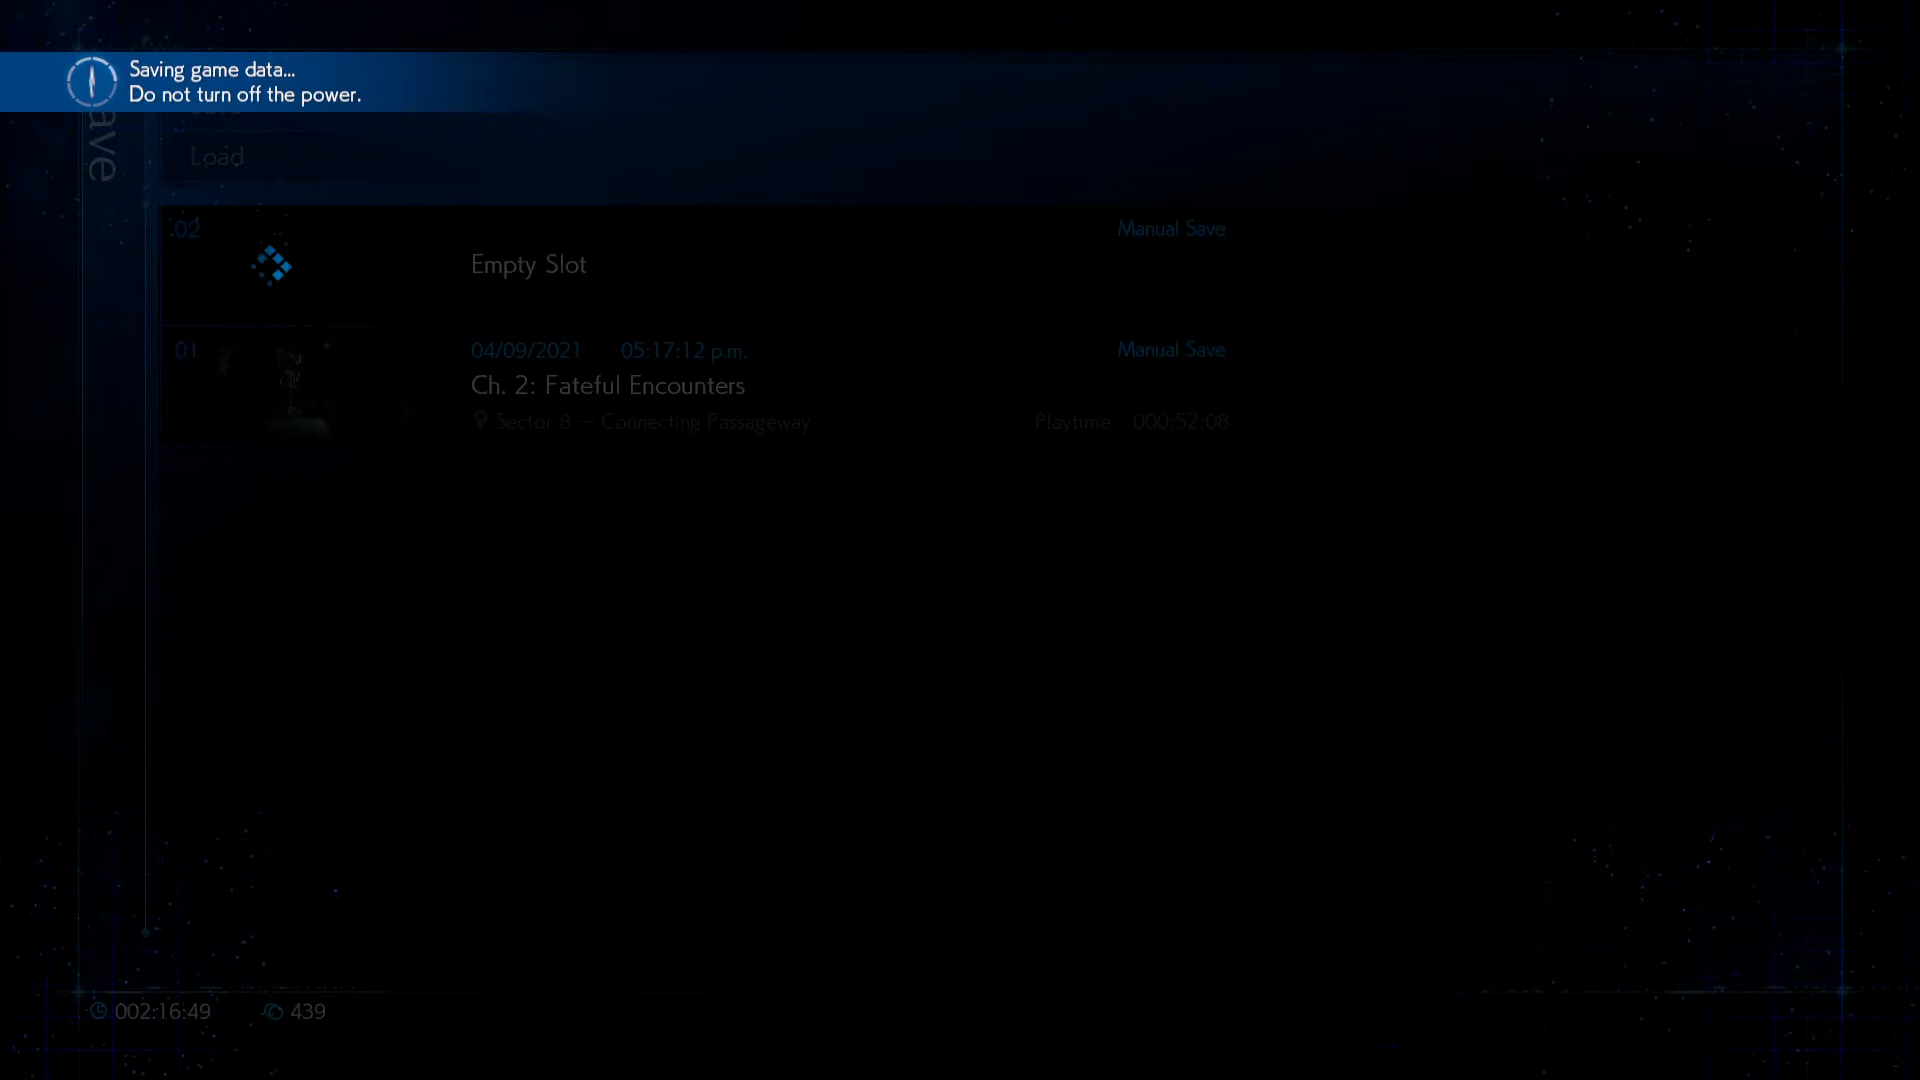 Saving game data...
Do not turn off the power.
ave
Load
02
Manual Save
Empty Slot
01
04/09/2021 05:17:12 p.m.
Manual Save
Ch. 2: Fateful Encounters
Sector 8 — Connecting Passageway
Playtime 000:52:08
002:16:49
439